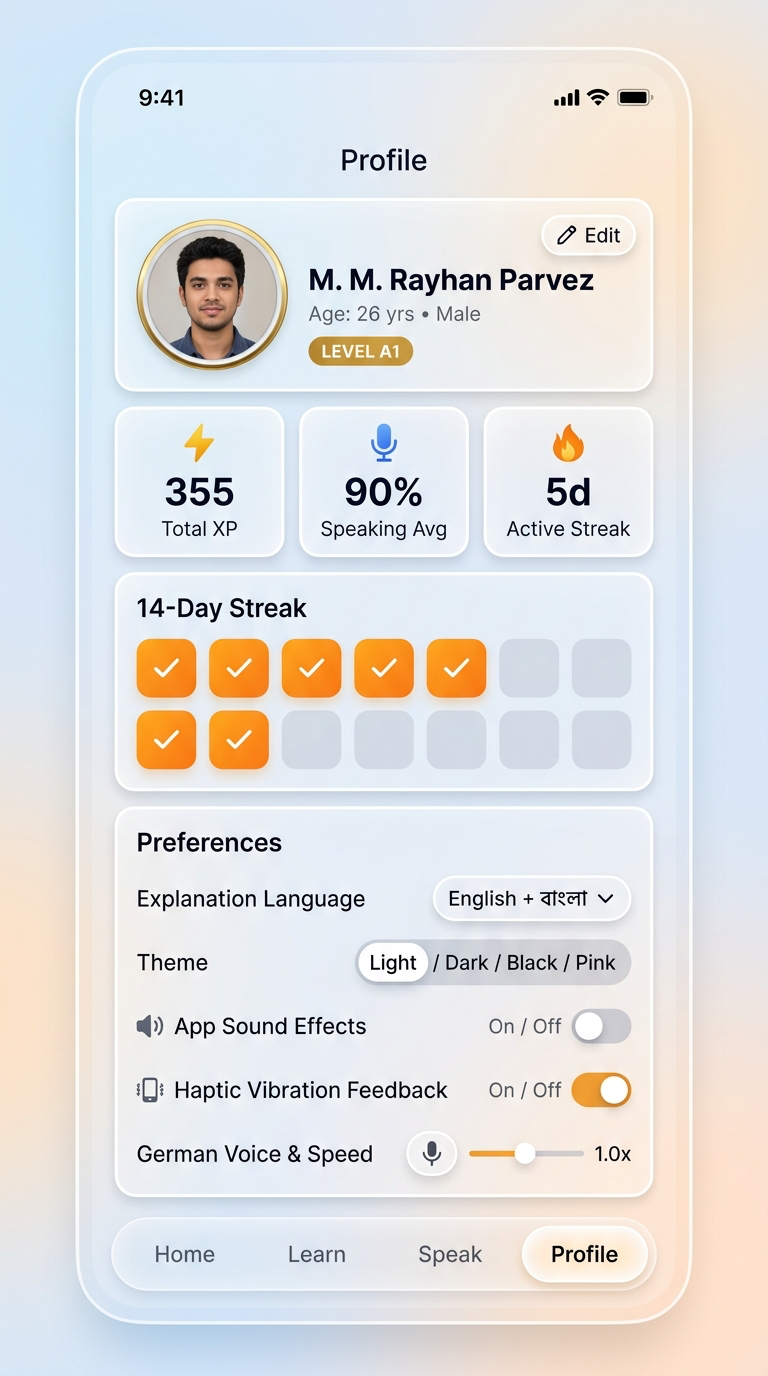 9:41
Profile
Edit
M. M. Rayhan Parvez
Age: 26 yrs • Male
LEVEL A1
355
Total XP
90%
Speaking Avg
5d
Active Streak
14-Day Streak
Preferences
Explanation Language English + বাংলা
Theme Light / Dark / Black / Pink
App Sound Effects On / Off
Haptic Vibration Feedback On / Off
German Voice & Speed 1.0x
Home Learn Speak Profile